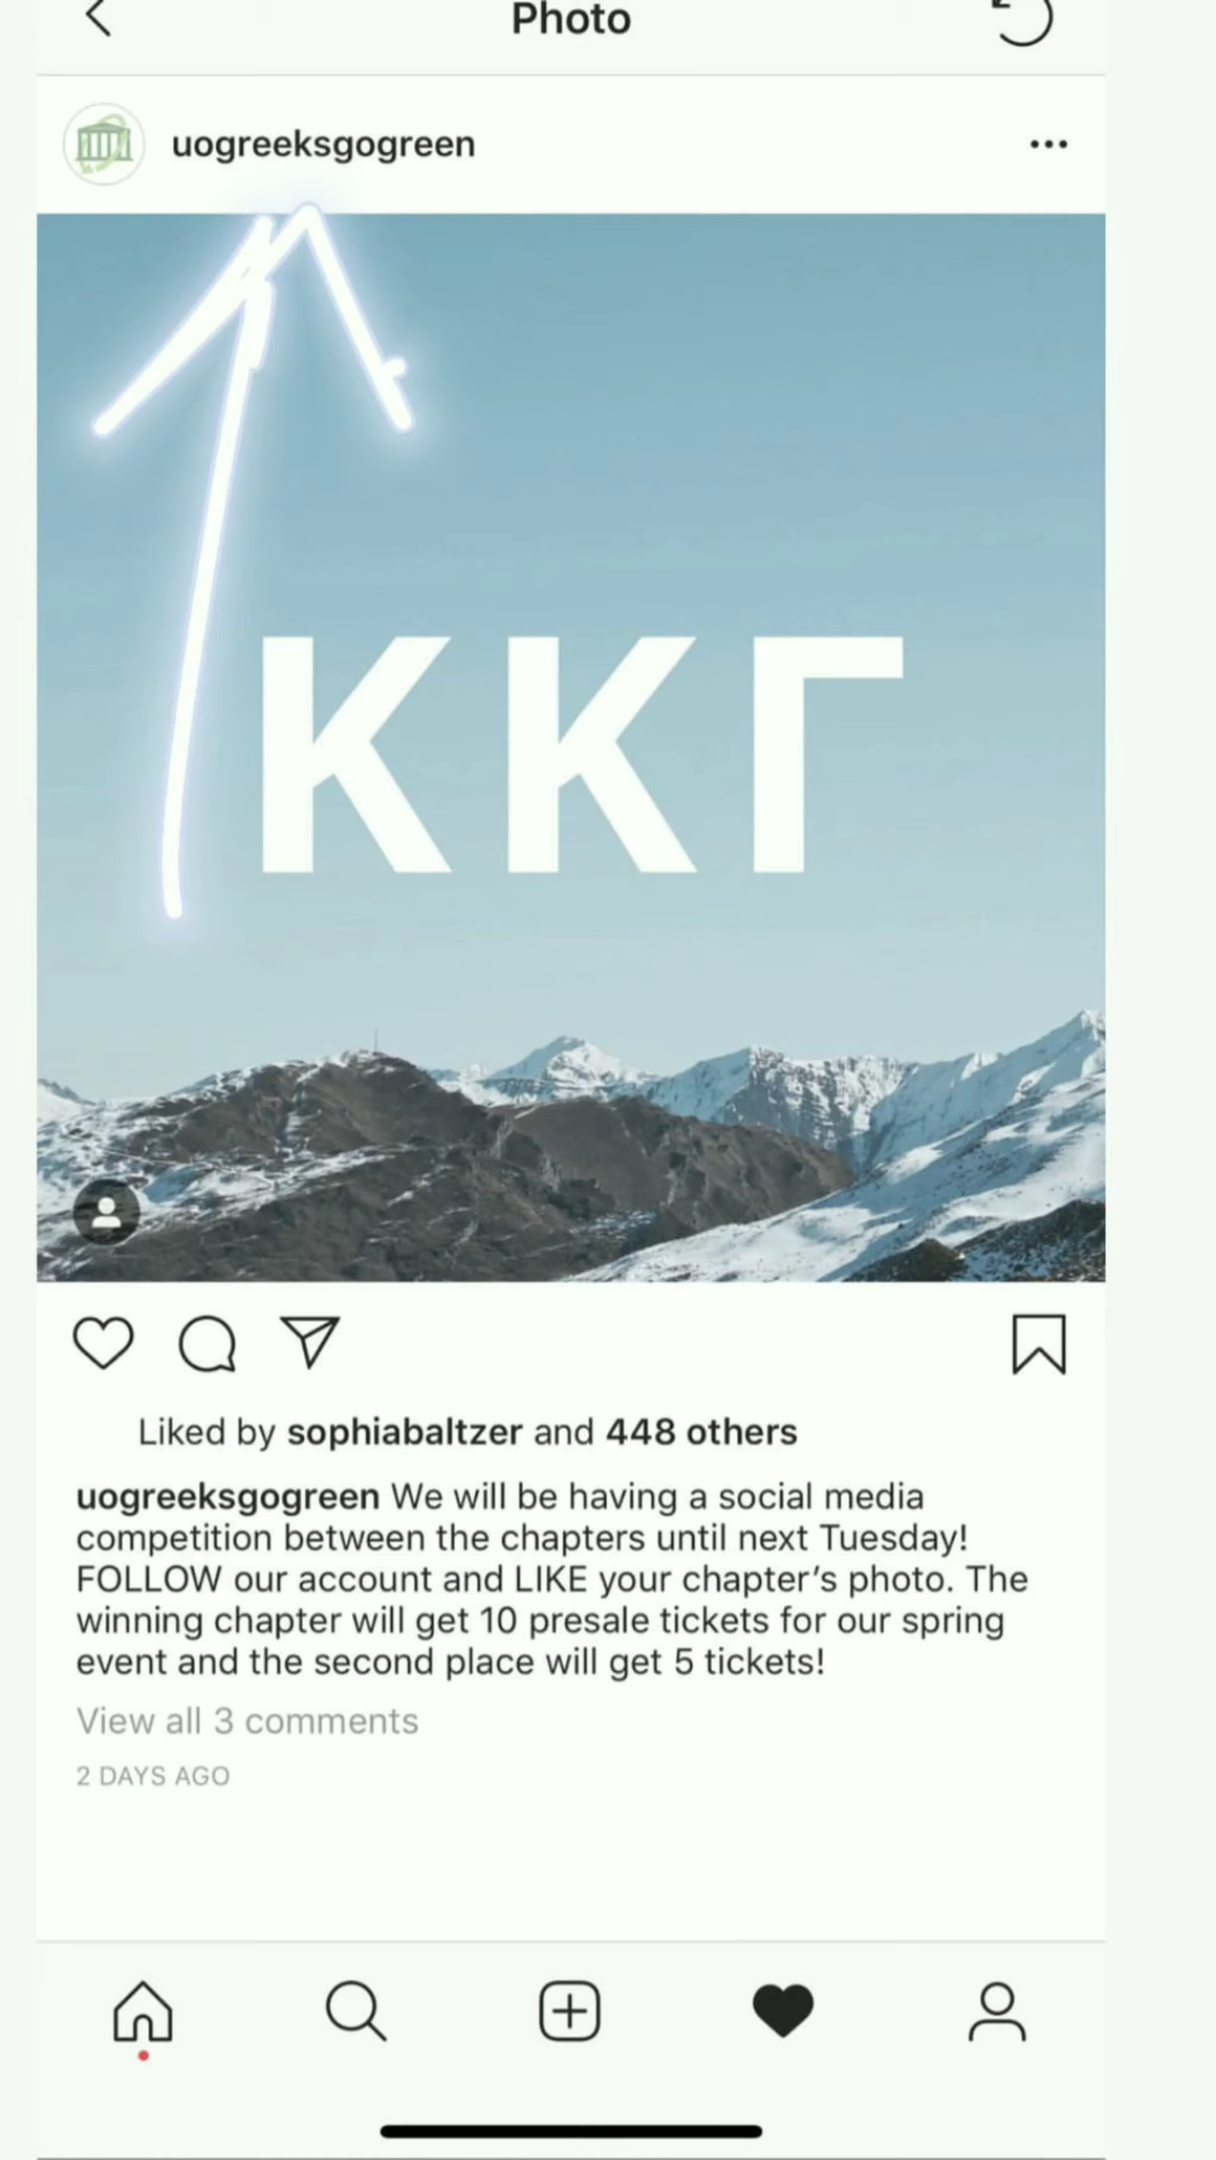 Photo
uogreeksgogreen
ΚΚΓ
Liked by sophiabaltzer and 448 others
uogreeksgogreen We will be having a social media
competition between the chapters until next Tuesday!
FOLLOW our account and LIKE your chapter's photo. The
winning chapter will get 10 presale tickets for our spring
event and the second place will get 5 tickets!
View all 3 comments
2 DAYS AGO